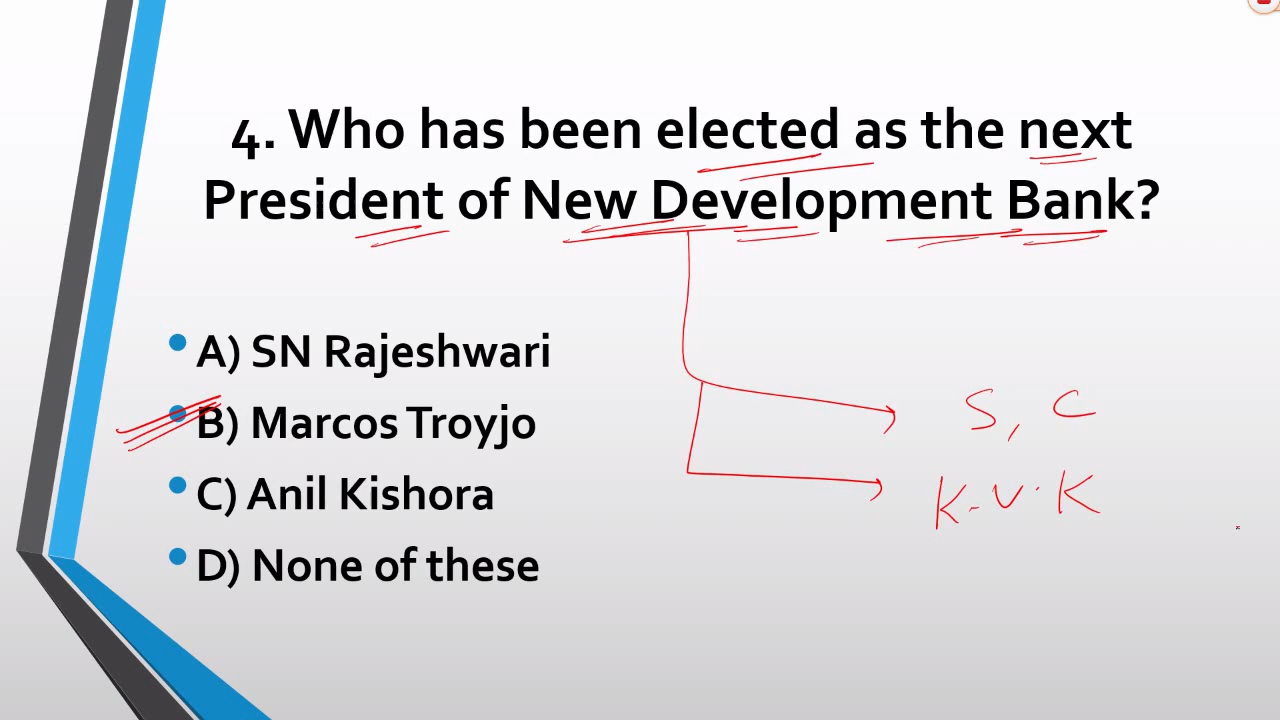 4. Who has been elected as the next
President of New Development Bank?
A) SN Rajeshwari
B) Marcos Troyjo
S, C
C) Anil Kishora
K.V.K
D) None of these